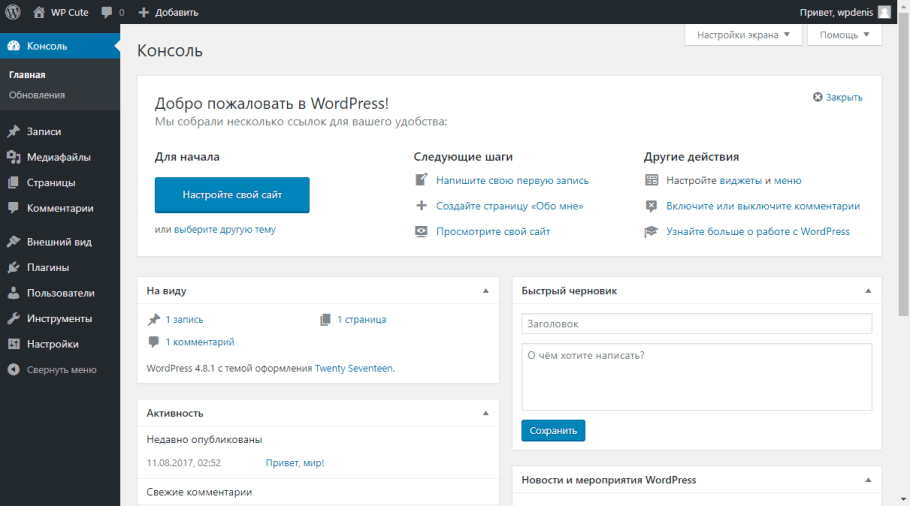 WP Cute 0 Добавить Привет, wpdenis
Консоль
Главная
Обновления
Записи
Медиафайлы
Страницы
Комментарии
Внешний вид
Плагины
Пользователи
Инструменты
Настройки
Свернуть меню
Настройки экрана Помощь
Консоль
Добро пожаловать в WordPress!
Закрыть
Мы собрали несколько ссылок для вашего удобства:
Для начала
Настройте свой сайт
или выберите другую тему
Следующие шаги
Напишите свою первую запись
Создайте страницу «Обо мне»
Просмотрите свой сайт
Другие действия
Настройте виджеты и меню
Включите или выключите комментарии
Узнайте больше о работе с WordPress
На виду
1 запись 1 страница
1 комментарий
WordPress 4.8.1 с темой оформления Twenty Seventeen.
Активность
Недавно опубликованы
11.08.2017, 02:52 Привет, мир!
Свежие комментарии
Быстрый черновик
Заголовок
О чём хотите написать?
Сохранить
Новости и мероприятия WordPress